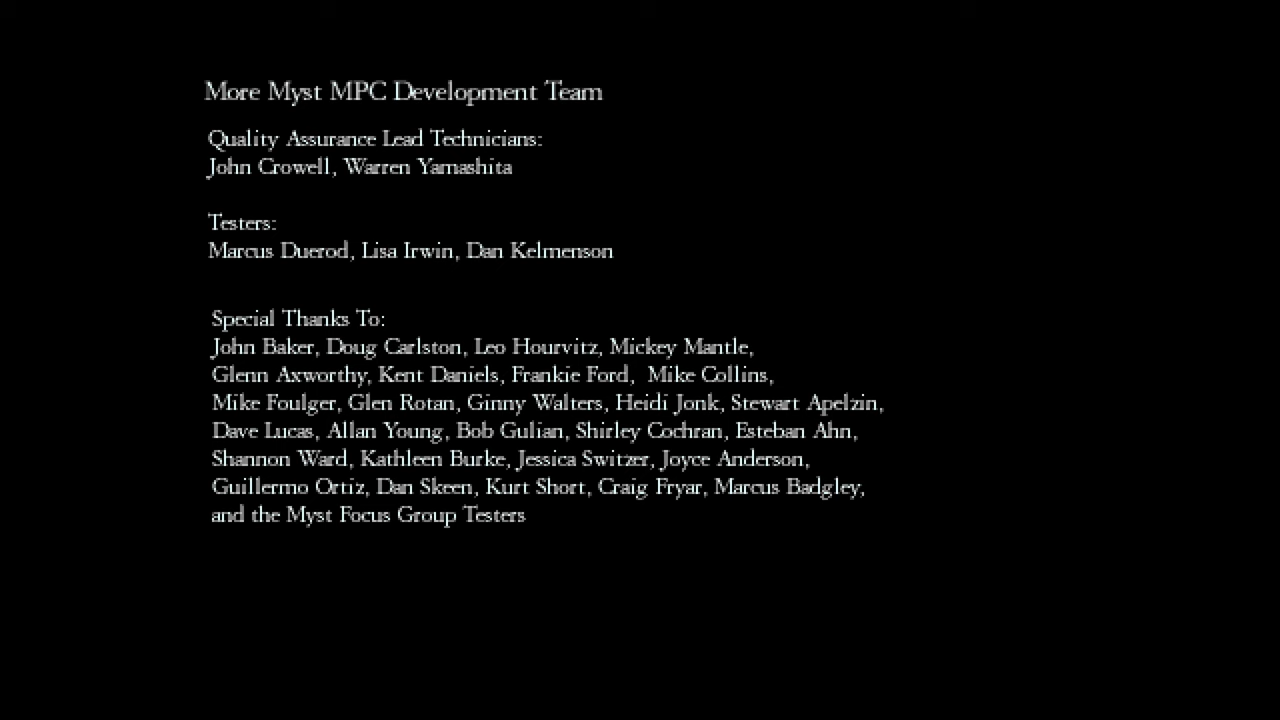 More Myst MPC Development Team
Quality Assurance Lead Technicians:
John Crowell, Warren Yamashita
Testers:
Marcus Duerod, Lisa Irwin, Dan Kelmenson
Special Thanks To:
John Baker, Doug Carlston, Leo Hourvitz, Mickey Mantle,
Glenn Axworthy, Kent Daniels, Frankie Ford,  Mike Collins,
Mike Foulger, Glen Rotan, Ginny Walters, Heidi Jonk, Stewart Apelzin,
Dave Lucas, Allan Young, Bob Gulian, Shirley Cochran, Esteban Ahn,
Shannon Ward, Kathleen Burke, Jessica Switzer, Joyce Anderson,
Guillermo Ortiz, Dan Skeen, Kurt Short, Craig Fryar, Marcus Badgley,
and the Myst Focus Group Testers